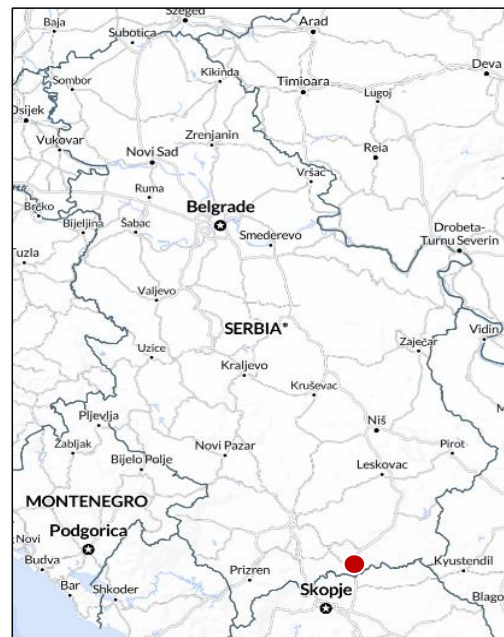 Szeged
Baja
Arad
Subotica
Kikinda
Deva
Sombor
Timioara
Lugoj
Osijek
Zrenjanin
Vukovar
Novi Sad
Reia
Vršac
Ruma
Brčko
Belgrade
Bijeljina
Šabac
Smederevo
Drobeta-
Turnu Severin
Tuzla
Valjevo
SERBIA*
Vidin
Zaječar
Uzice
Kraljevo
Kruševac
Pljevlja
Niš
Žabljak
Novi Pazar
Pirot
Bijelo Polje
Leskovac
MONTENEGRO
Podgorica
Novi
Budva
Prizren
Kyustendil
Bar
Shkoder
Skopje
Blago